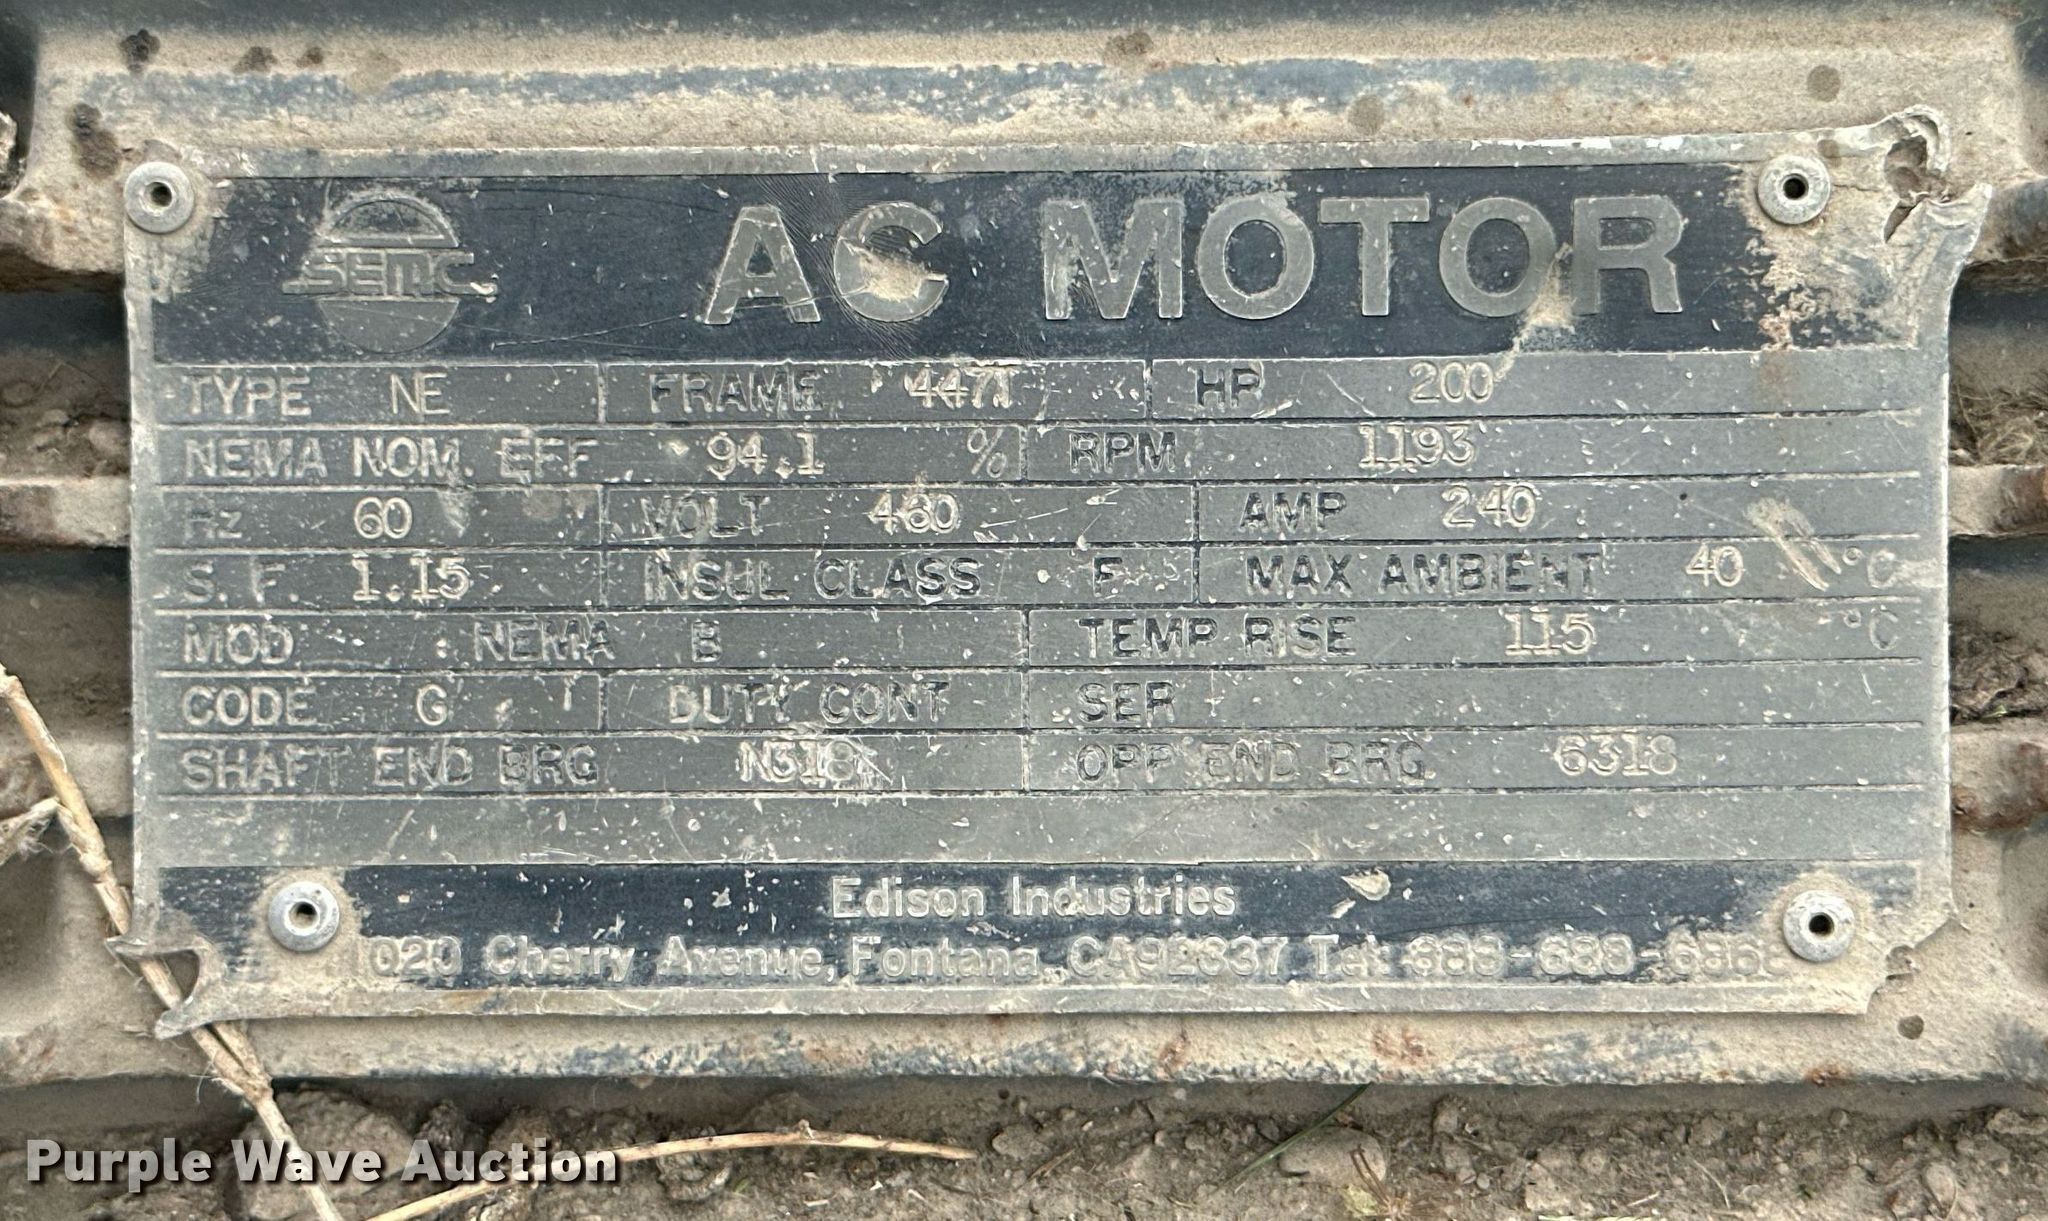 SEMC AC MOTOR
TYPE NE FRAME 447T HP 200
NEMA NOM. EFF 94.1 % RPM 1193
Hz 60 VOLT 460 AMP 240
S. F. 1.15 INSUL CLASS F MAX AMBIENT 40 °C
MOD NEMA B TEMP RISE 115 °C
CODE G DUTY CONT SER
SHAFT END BRG N318 OPP END BRG 6318
Edison Industries
Cherry Avenue, Fontana, Tel:
Purple Wave Auction